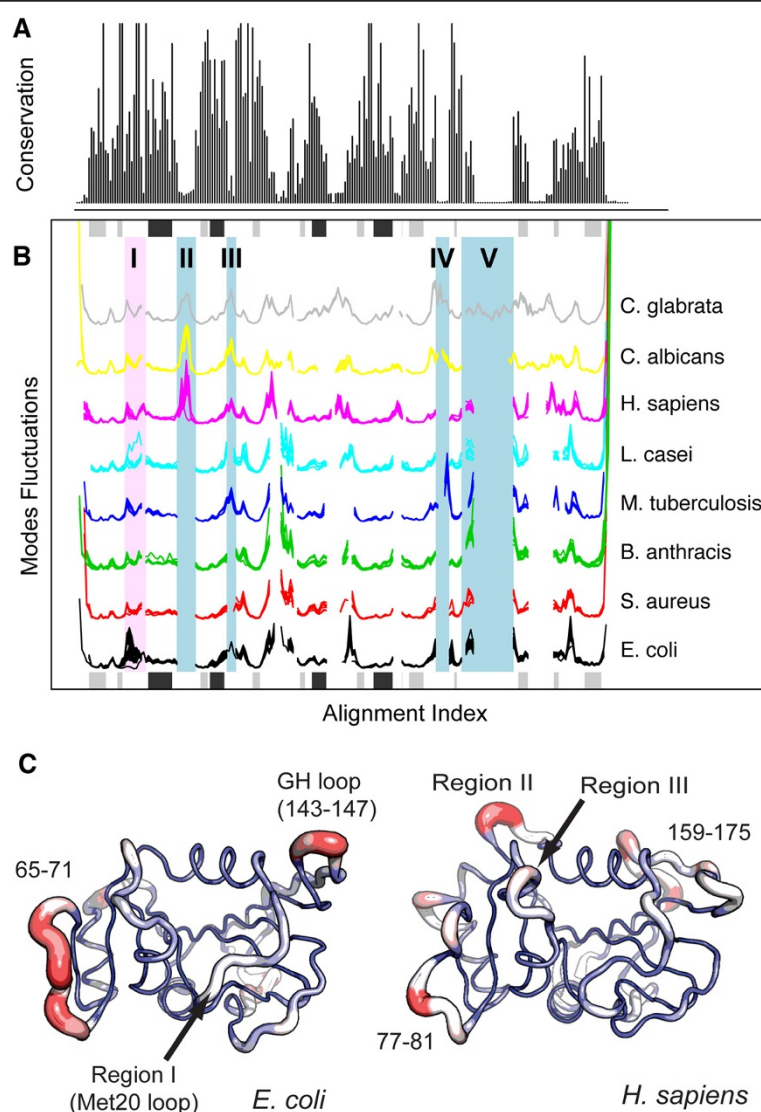 A
Conservation
B
I II III IV V
Modes Fluctuations
C. glabrata
C. albicans
H. sapiens
L. casei
M. tuberculosis
B. anthracis
S. aureus
E. coli
Alignment Index
C
GH loop
(143-147)
65-71
Region I
(Met20 loop)
E. coli
Region II
Region III
159-175
77-81
H. sapiens